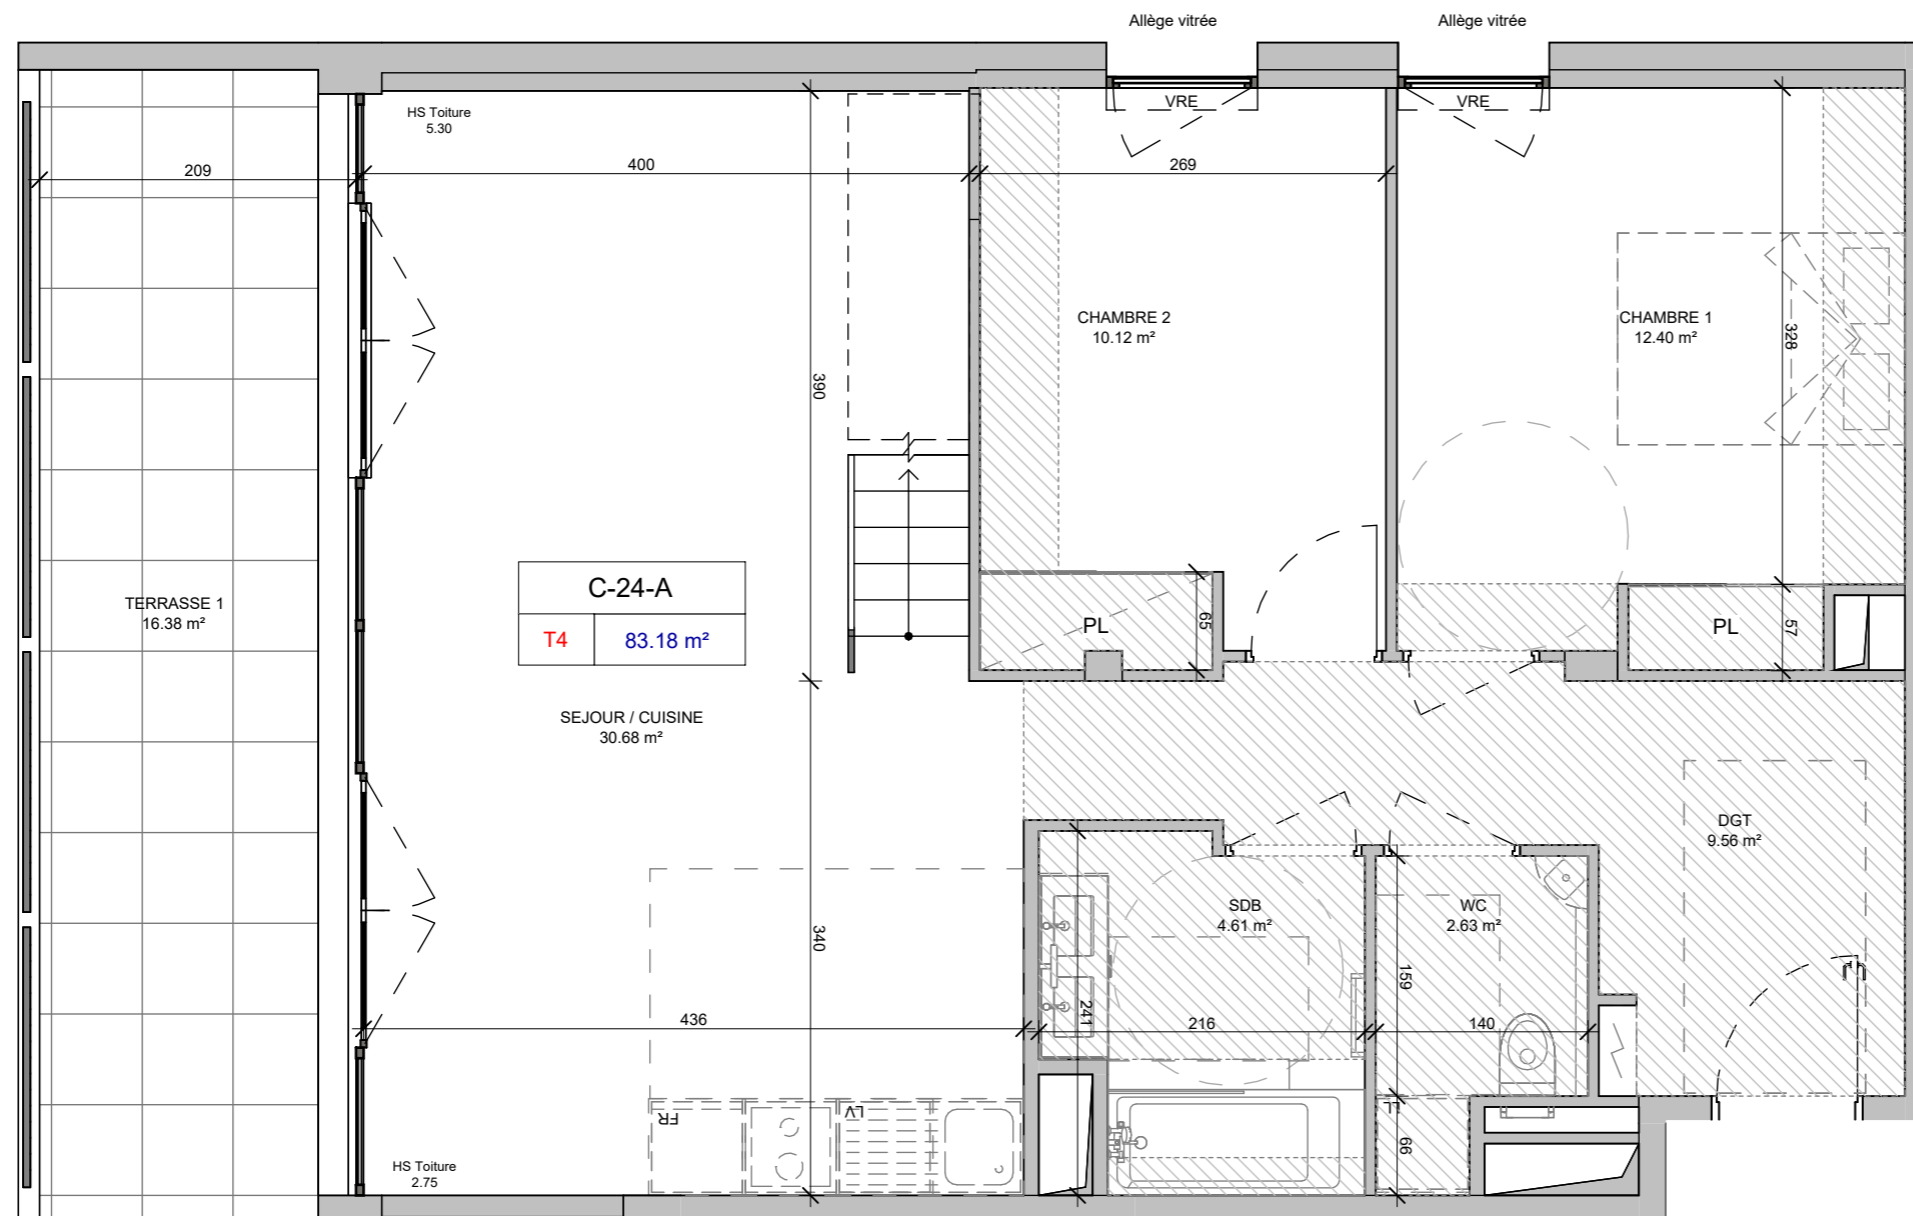 Allège vitrée
Allège vitrée
HS Toiture
5.30
VRE
VRE
209
400
269
CHAMBRE 2
10.12 m²
CHAMBRE 1
12.40 m²
328
390
C-24-A
T4
83.18 m²
TERRASSE 1
16.38 m²
PL
65
PL
57
SEJOUR / CUISINE
30.68 m²
DGT
9.56 m²
SDB
4.61 m²
WC
2.63 m²
340
159
241
436
216
140
FR
LV
LL
66
HS Toiture
2.75